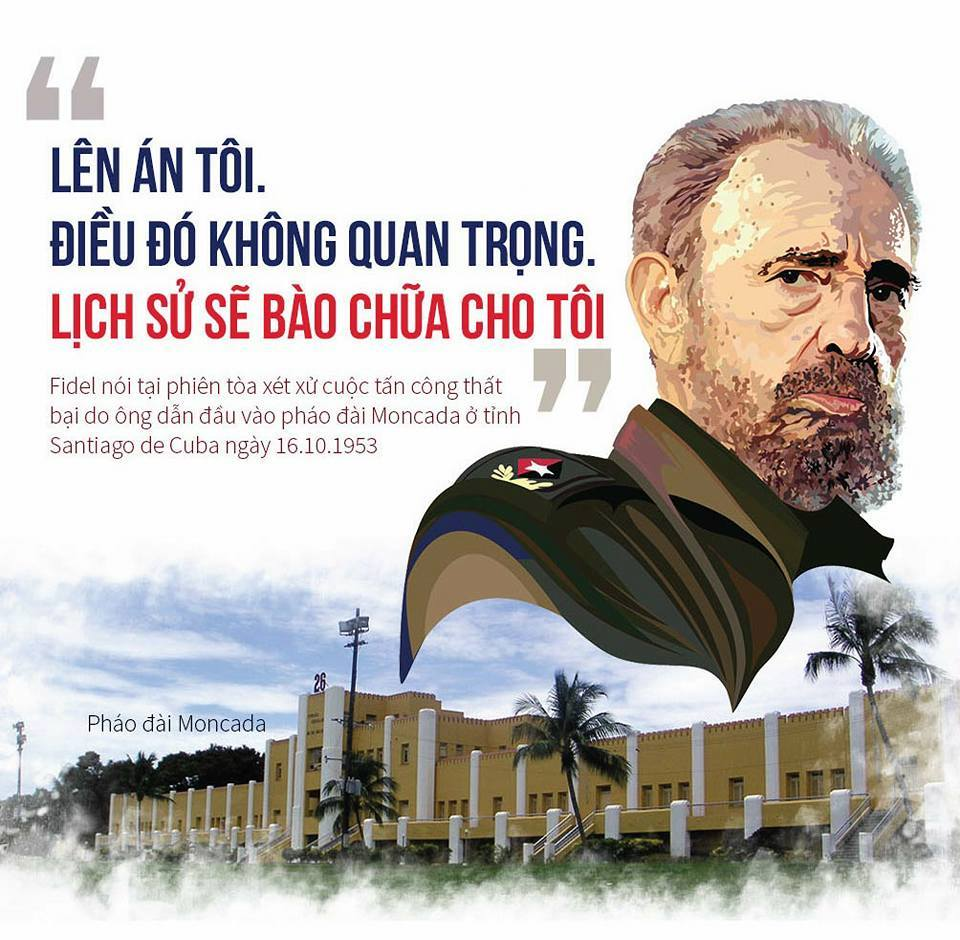 “
LÊN ÁN TÔI.
ĐIỀU ĐÓ KHÔNG QUAN TRỌNG.
LỊCH SỬ SẼ BÀO CHỮA CHO TÔI
”
Fidel nói tại phiên tòa xét xử cuộc tấn công thất
bại do ông dẫn đầu vào pháo đài Moncada ở tỉnh
Santiago de Cuba ngày 16.10.1953
26
Pháo đài Moncada